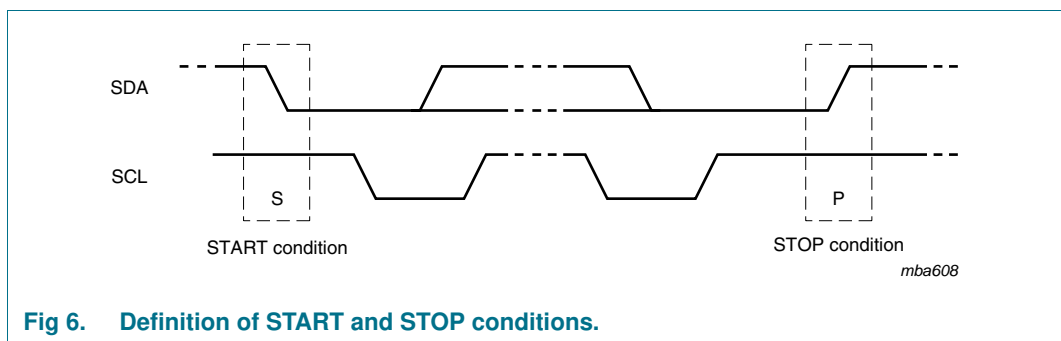 SDA
SCL
S
P
START condition
STOP condition
mba608
Fig 6. Definition of START and STOP conditions.